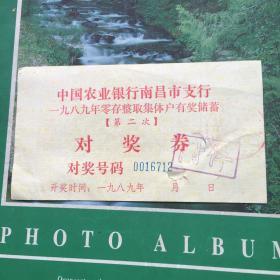 中国农业银行南昌市支行
一九八九年零存整取集体户有奖储蓄
【第二次】
对奖券
对奖号码 0016712
开奖时间:一九八九年 月 日
PHOTO ALBUM